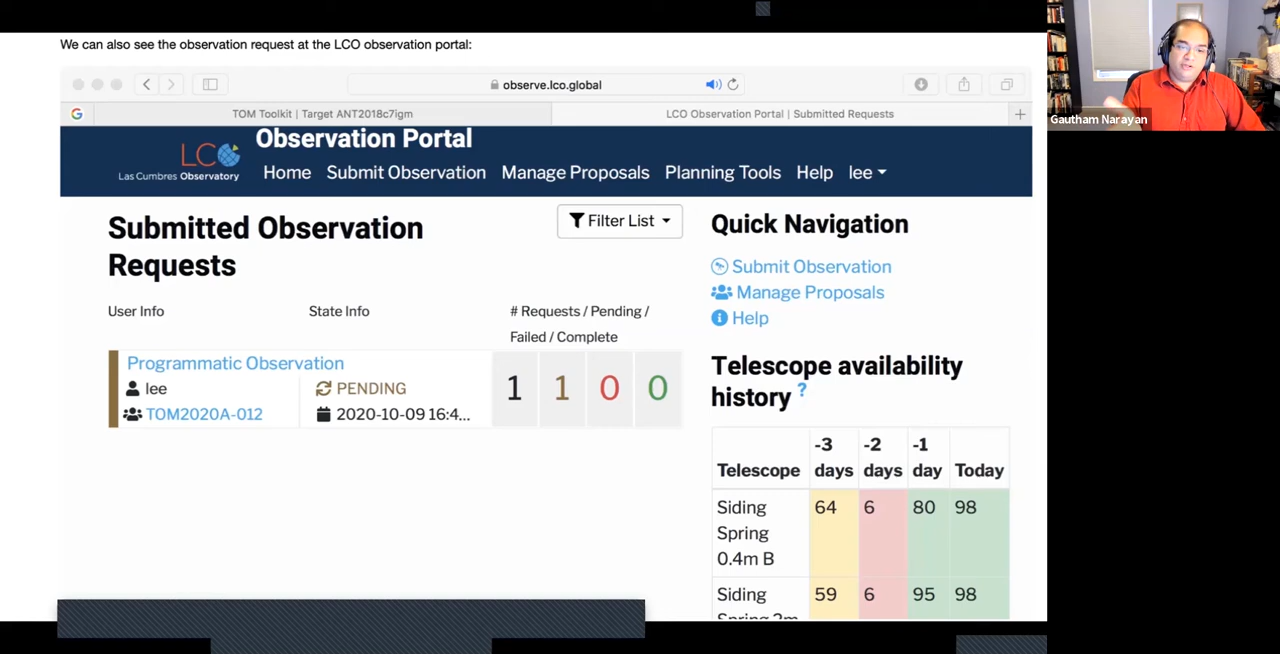 We can also see the observation request at the LCO observation portal:
observe.lco.global
TOM Toolkit | Target ANT2018c7igm
LCO Observation Portal | Submitted Requests
LCO
Las Cumbres Observatory
Observation Portal
Home Submit Observation Manage Proposals Planning Tools Help lee
Submitted Observation
Requests
Filter List
User Info State Info # Requests / Pending /
Failed / Complete
Programmatic Observation
lee PENDING
TOM2020A-012 2020-10-09 16:4...
1 1 0 0
Quick Navigation
Submit Observation
Manage Proposals
Help
Telescope availability
history ?
Telescope -3 days -2 days -1 day Today
Siding Spring 0.4m B 64 6 80 98
Siding Spring 2m 59 6 95 98
Gautham Narayan